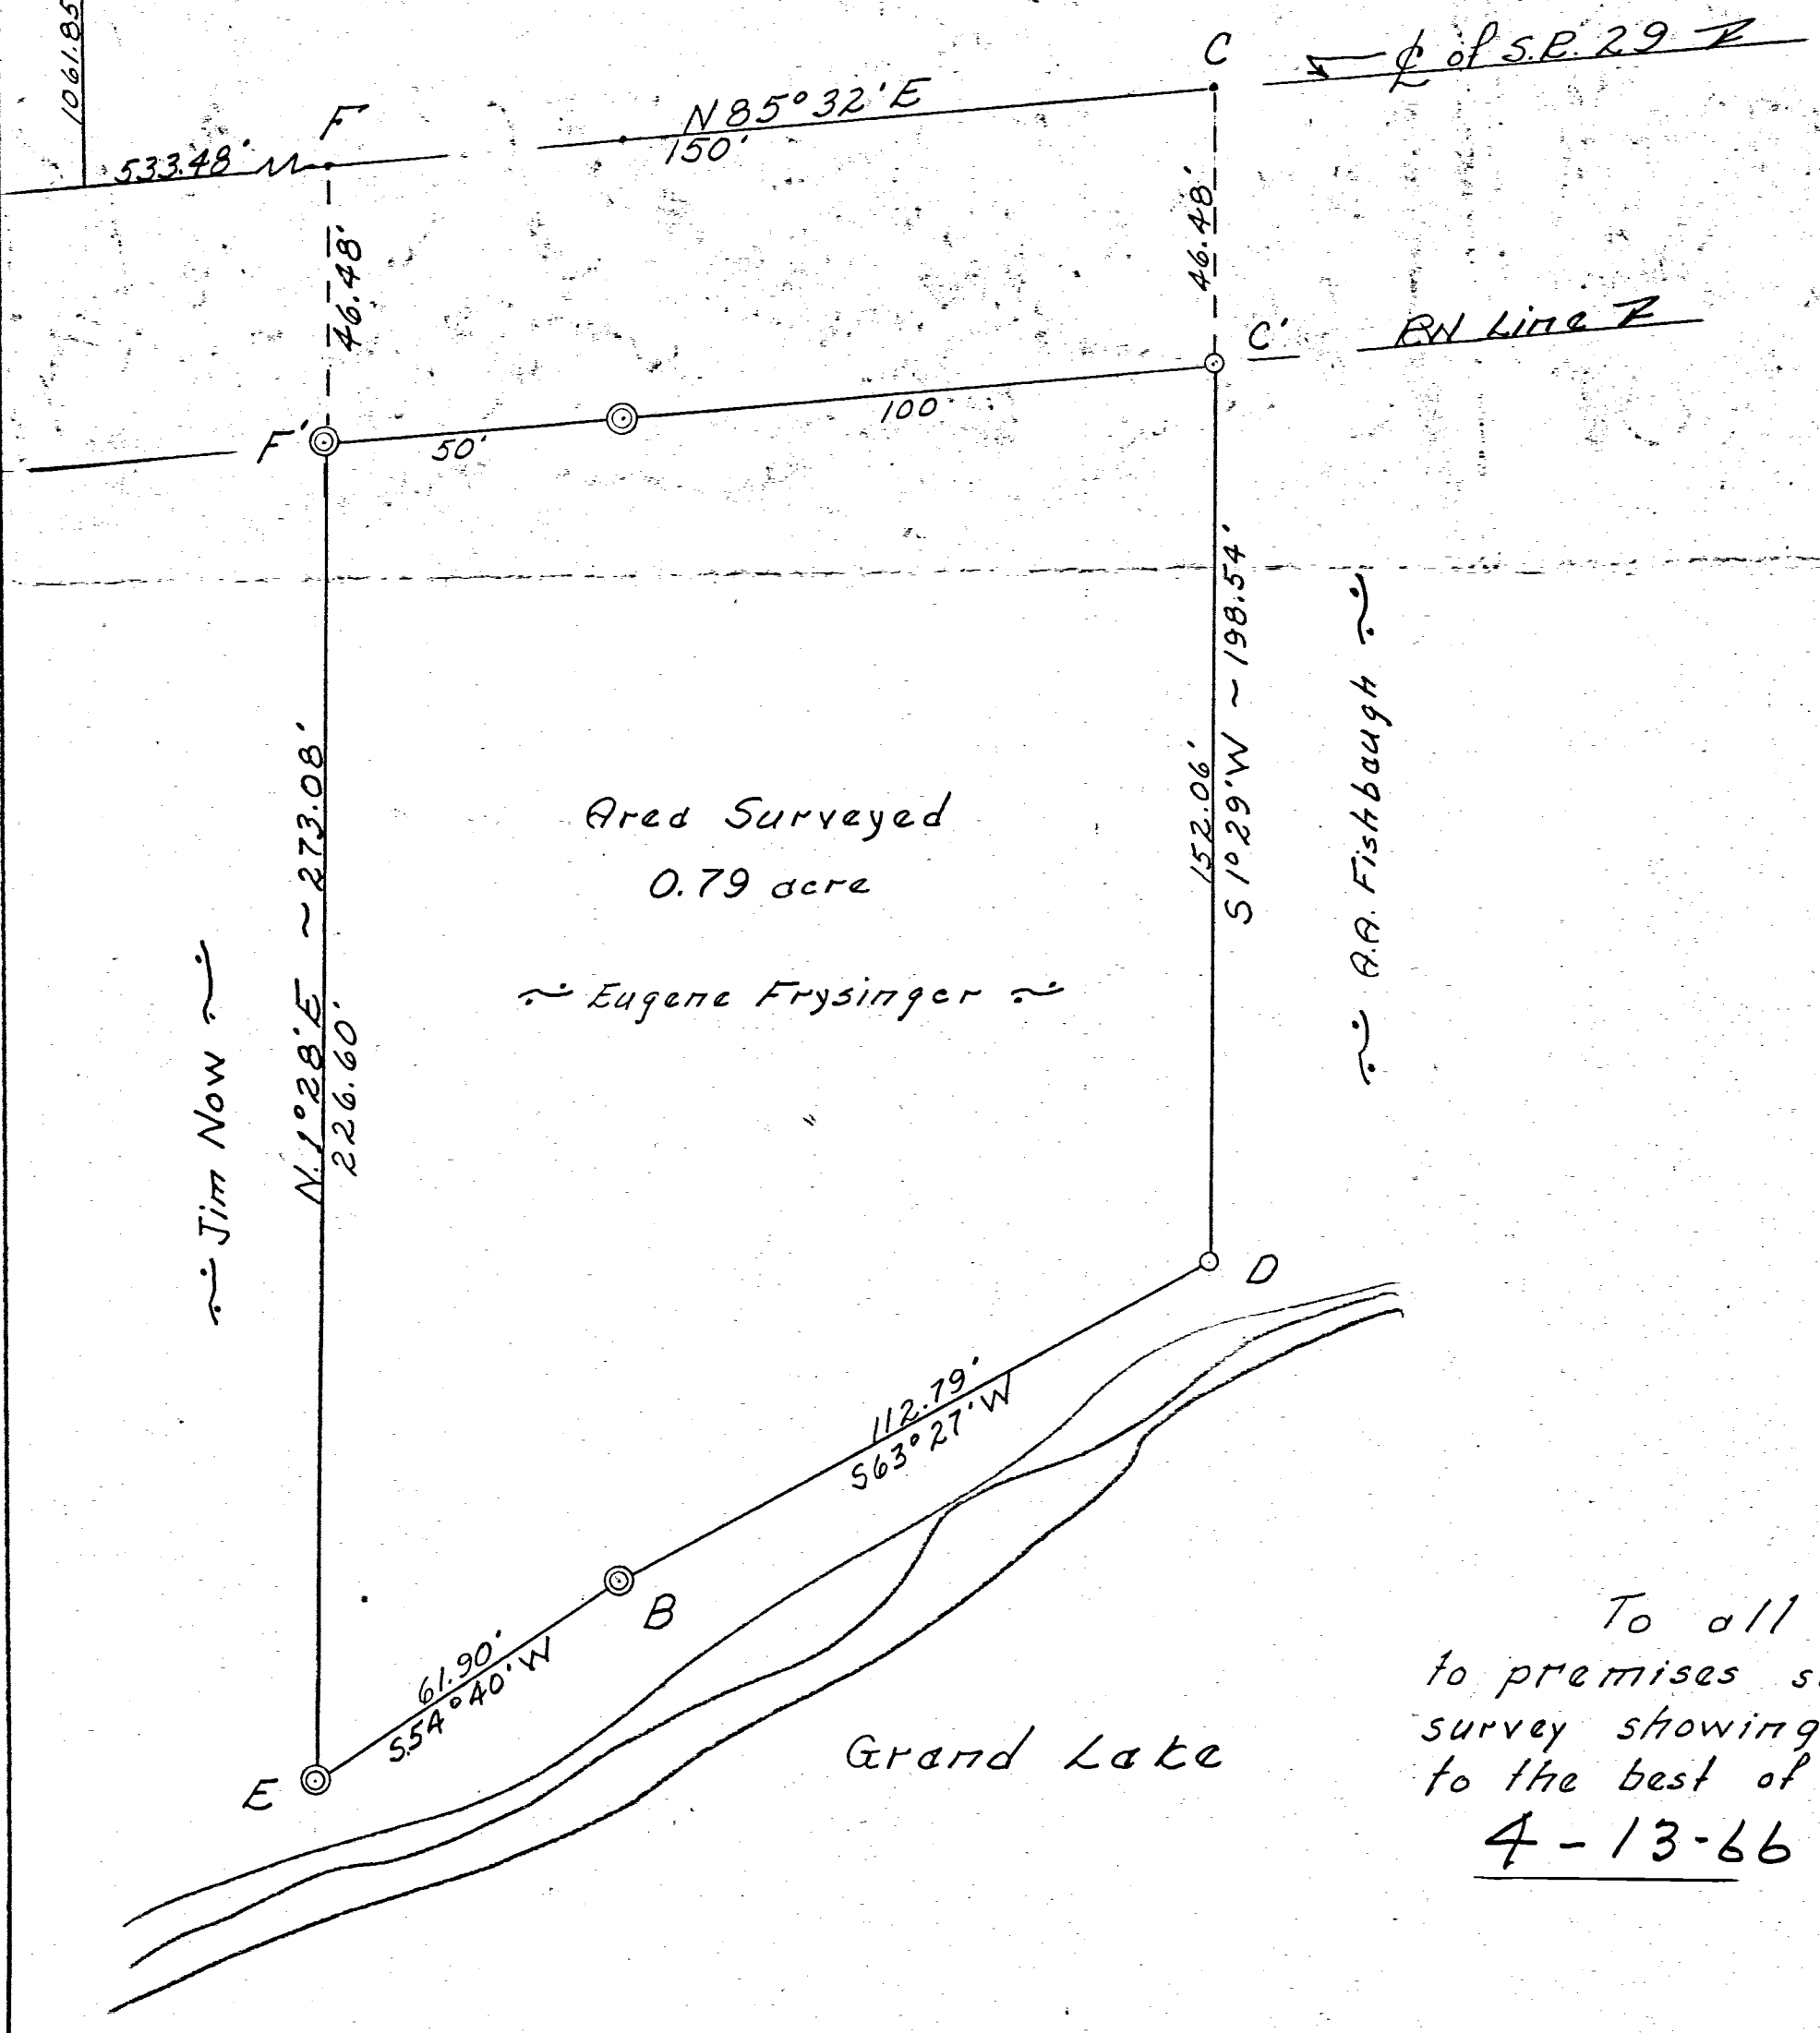 1061.85
C
℄ of S.R. 29
F
N 85° 32' E
150'
533.48'
46.48'
46.48'
C'
R/W Line
F'
50'
100'
N. 1° 28' E ~ 273.08'
226.60'
152.06'
S 1° 29' W ~ 198.54'
Area Surveyed
0.79 acre
~ Eugene Frysinger ~
~ Jim Now ~
~ A.A. Fishbaugh ~
D
112.79'
S 63° 27' W
B
61.90'
S. 54° 40' W
E
Grand Lake
To all
to premises s
survey showing
to the best of
4-13-66